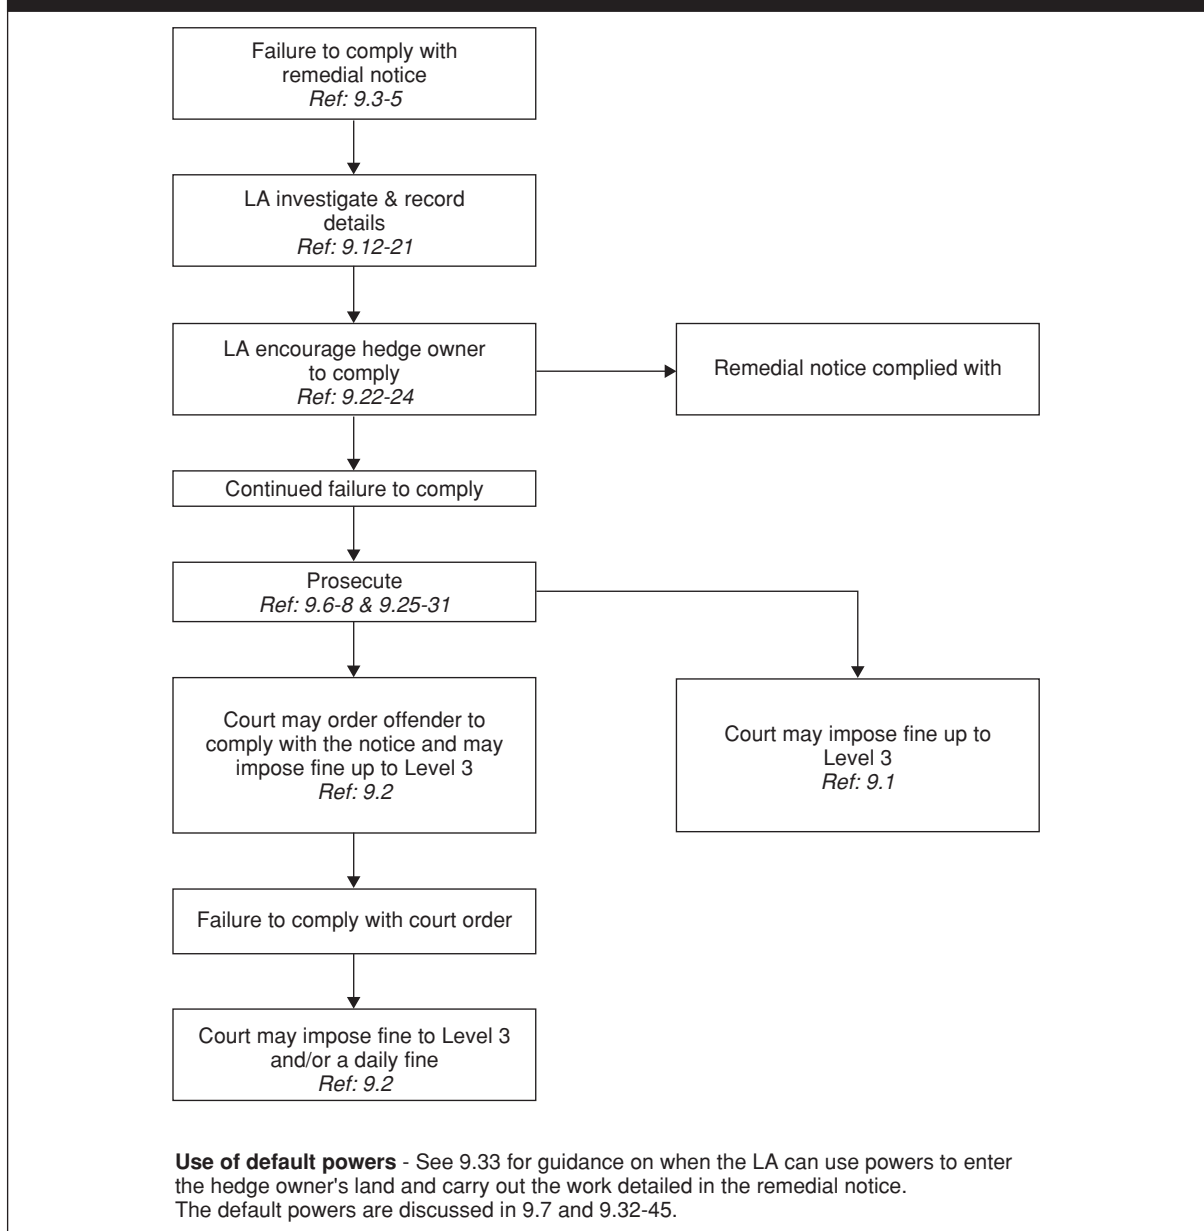 Failure to comply with
remedial notice
Ref: 9.3-5
LA investigate & record
details
Ref: 9.12-21
LA encourage hedge owner
to comply
Ref: 9.22-24
Remedial notice complied with
Continued failure to comply
Prosecute
Ref: 9.6-8 & 9.25-31
Court may order offender to
comply with the notice and may
impose fine up to Level 3
Ref: 9.2
Court may impose fine up to
Level 3
Ref: 9.1
Failure to comply with court order
Court may impose fine to Level 3
and/or a daily fine
Ref: 9.2
Use of default powers - See 9.33 for guidance on when the LA can use powers to enter
the hedge owner's land and carry out the work detailed in the remedial notice.
The default powers are discussed in 9.7 and 9.32-45.